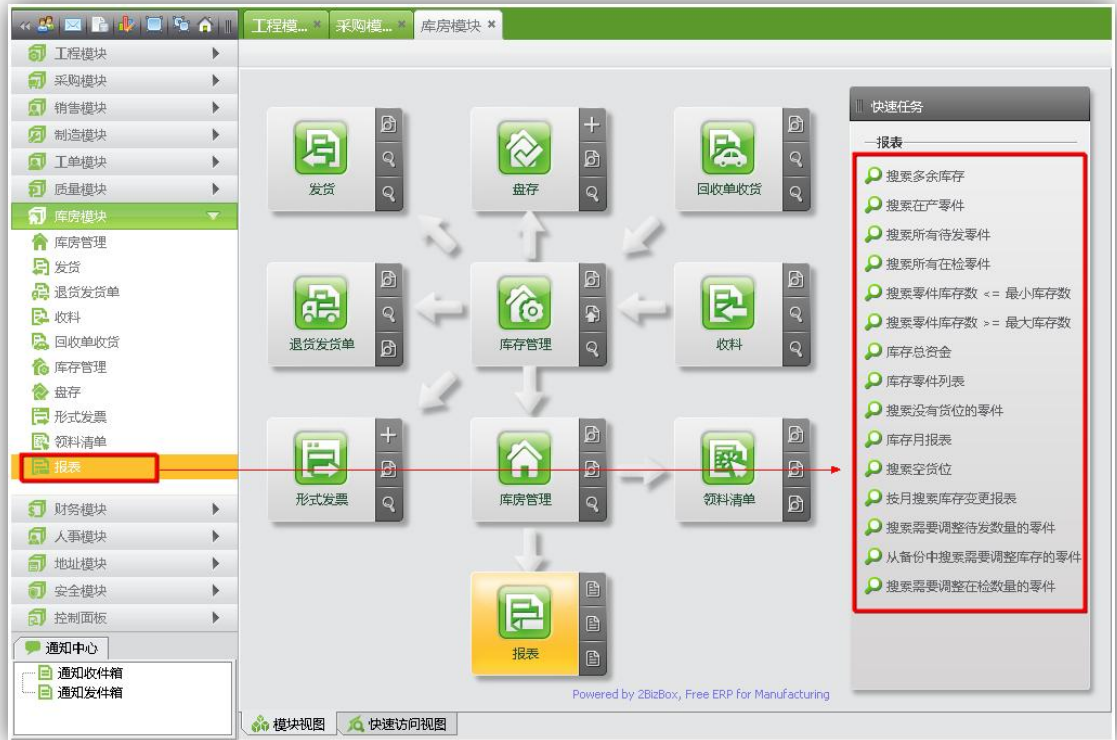 工程模... × 采购模... × 库房模块 ×
工程模块
采购模块
销售模块
制造模块
工单模块
质量模块
库房模块
库房管理
发货
退货发货单
收料
回收单收货
库存管理
盘存
形式发票
领料清单
报表
财务模块
人事模块
地址模块
安全模块
控制面板
通知中心
通知收件箱
通知发件箱
发货
盘存
回收单收货
退货发货单
库存管理
收料
形式发票
库房管理
领料清单
报表
Powered by 2BizBox, Free ERP for Manufacturing
模块视图 快速访问视图
快速任务
报表
搜索多余库存
搜索在产零件
搜索所有待发零件
搜索所有在检零件
搜索零件库存数 <= 最小库存数
搜索零件库存数 >= 最大库存数
库存总资金
库存零件列表
搜索没有货位的零件
库存月报表
搜索空货位
按月搜索库存变更报表
搜索需要调整待发数量的零件
从备份中搜索需要调整库存的零件
搜索需要调整在检数量的零件